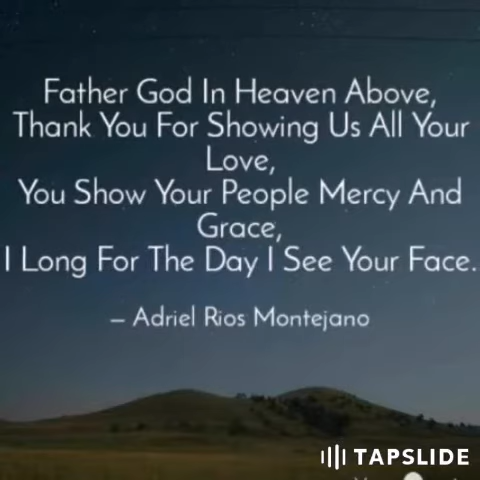 Father God In Heaven Above,
Thank You For Showing Us All Your
Love,
You Show Your People Mercy And
Grace,
I Long For The Day I See Your Face.
– Adriel Rios Montejano
TAPSLIDE